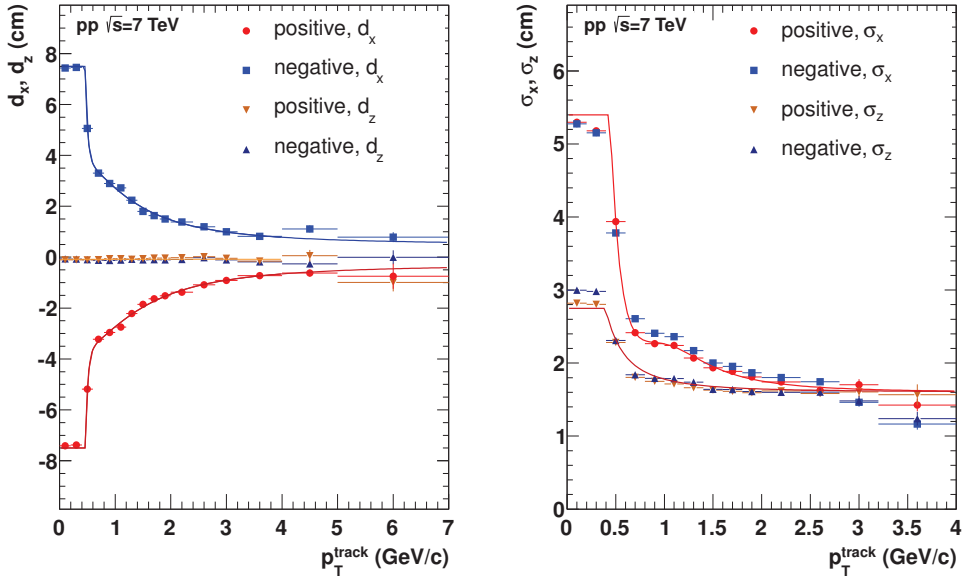 pp √s=7 TeV
positive, d_x
negative, d_x
positive, d_z
negative, d_z
d_x, d_z (cm)
8
6
4
2
0
-2
-4
-6
-8
0 1 2 3 4 5 6 7
p_T^track (GeV/c)
pp √s=7 TeV
positive, σ_x
negative, σ_x
positive, σ_z
negative, σ_z
σ_x, σ_z (cm)
6
5
4
3
2
1
0
0 0.5 1 1.5 2 2.5 3 3.5 4
p_T^track (GeV/c)